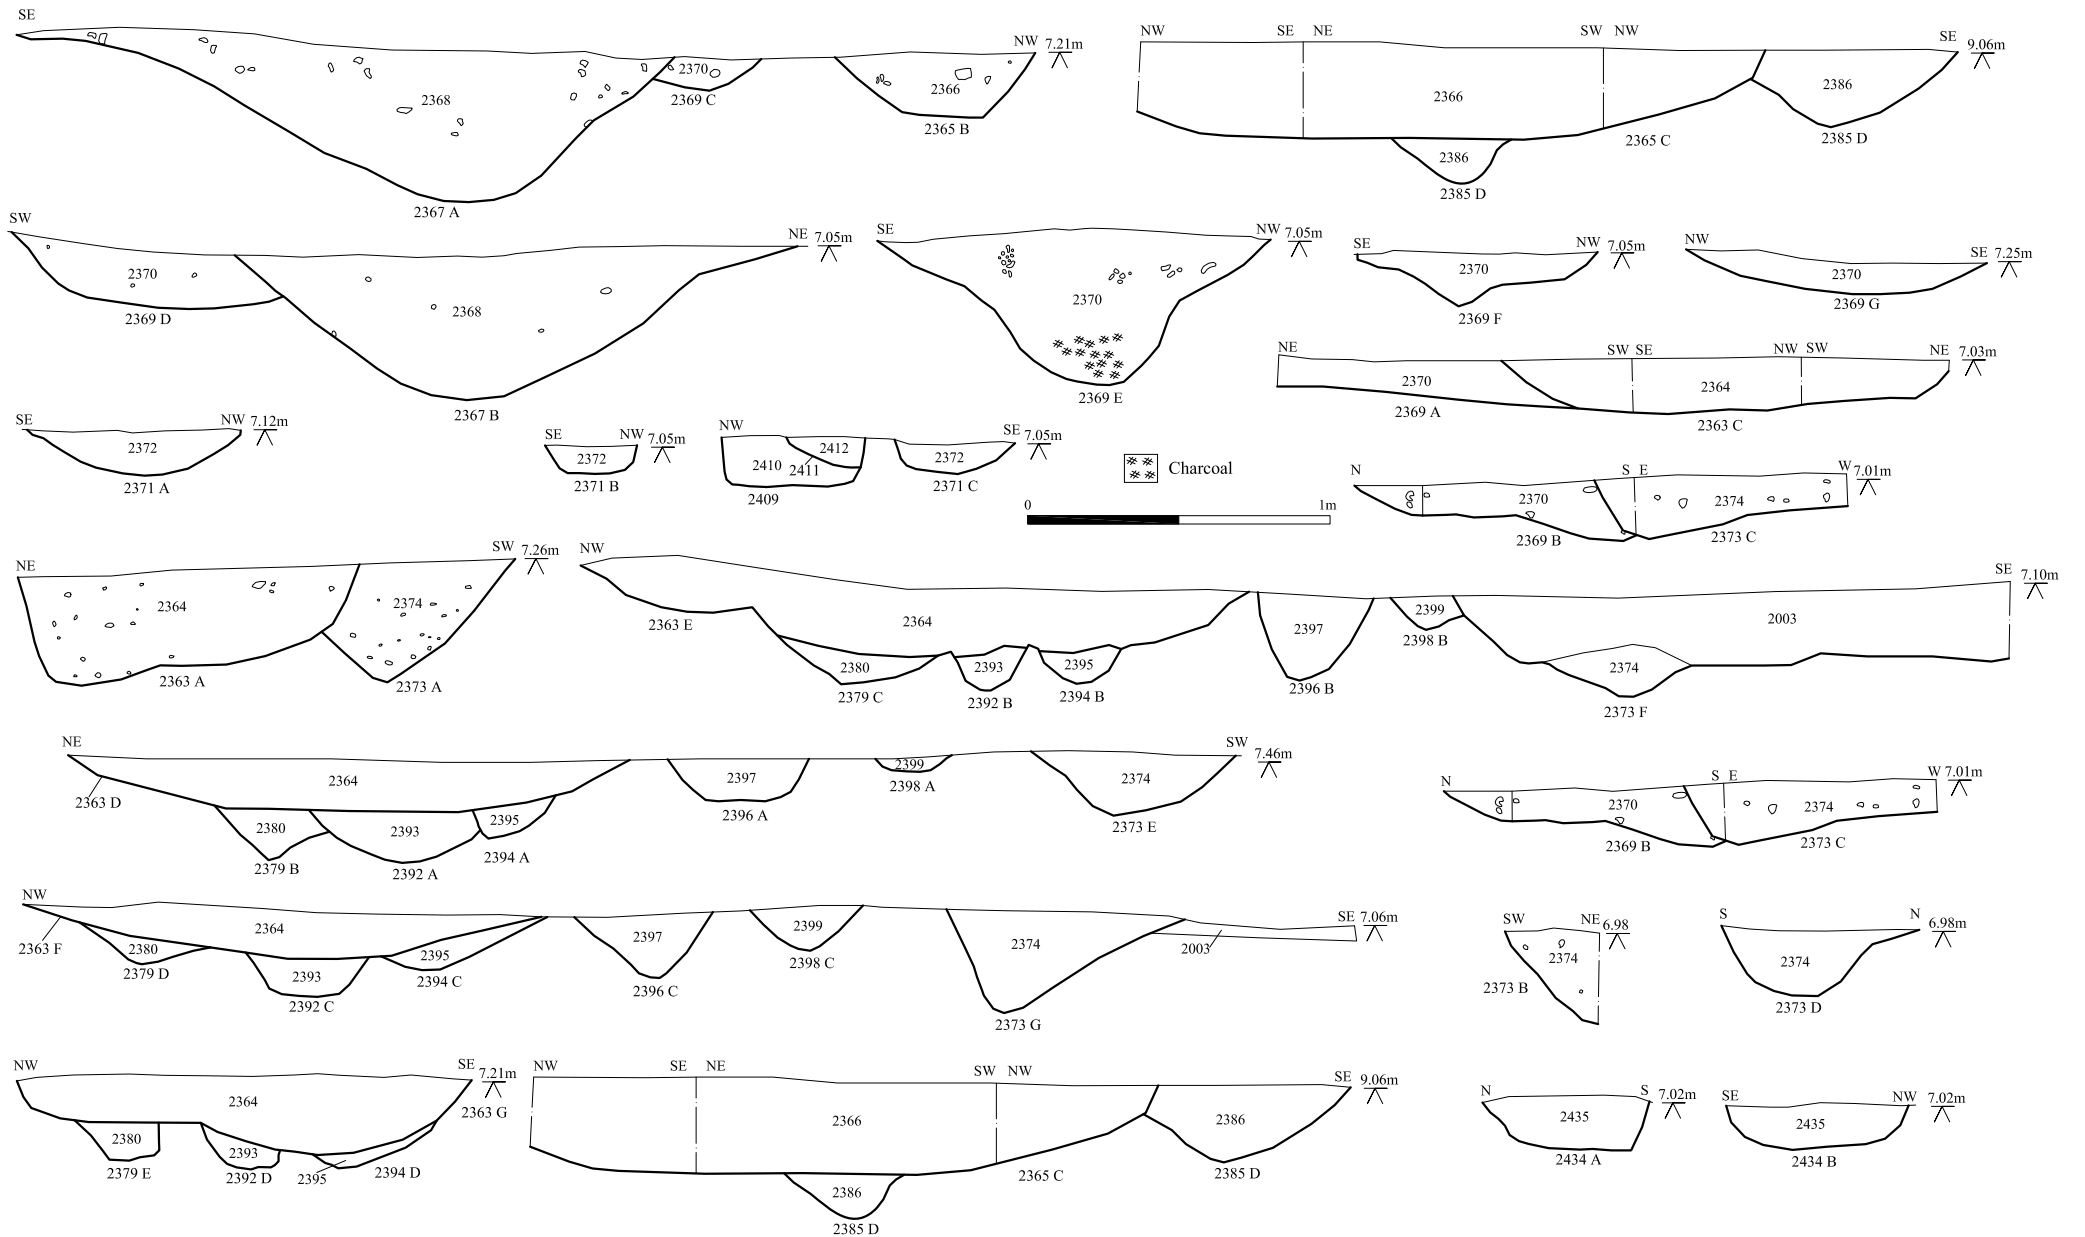 SE
NW 7.21m
2368
2370
2366
2369 C
2365 B
2367 A
NW
SE NE
SW NW
SE 9.06m
2366
2386
2365 C
2385 D
2386
2385 D
SW
NE 7.05m
2370
2368
2369 D
2367 B
SE
NW 7.05m
2370
2369 E
SE
NW 7.05m
2370
2369 F
NW
SE 7.25m
2370
2369 G
NE
SW SE
NW SW
NE 7.03m
2370
2364
2369 A
2363 C
SE
NW 7.12m
2372
2371 A
SE
NW 7.05m
2372
2371 B
NW
SE 7.05m
2412
2410
2411
2372
2409
2371 C
Charcoal
0
1m
N
S E
W 7.01m
2370
2374
2369 B
2373 C
NE
SW 7.26m
2364
2374
2363 A
2373 A
NW
SE 7.10m
2363 E
2364
2397
2399
2003
2398 B
2380
2393
2395
2374
2379 C
2392 B
2394 B
2396 B
2373 F
NE
SW 7.46m
2364
2397
2399
2374
2363 D
2398 A
2396 A
2373 E
2380
2393
2395
2379 B
2392 A
2394 A
N
S E
W 7.01m
2370
2374
2369 B
2373 C
NW
SE 7.06m
2364
2363 F
2380
2395
2397
2399
2374
2003
2379 D
2393
2394 C
2398 C
2392 C
2396 C
2373 G
SW
NE 6.98
2374
2373 B
S
N 6.98m
2374
2373 D
NW
SE 7.21m
2364
2363 G
2380
2393
2379 E
2392 D
2395
2394 D
NW
SE NE
SW NW
SE 9.06m
2366
2386
2365 C
2385 D
2386
2385 D
N
S 7.02m
2435
2434 A
SE
NW 7.02m
2435
2434 B